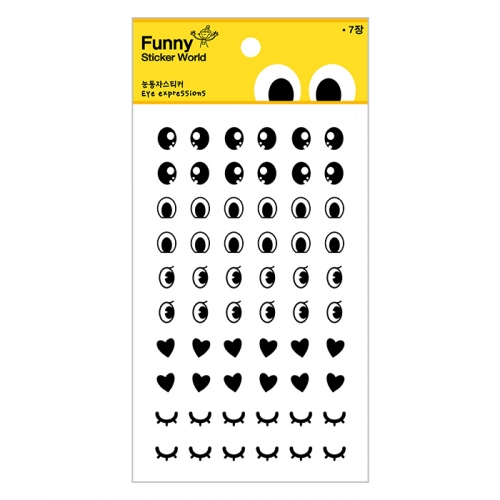 Funny
Sticker World
• 7장
눈동자스티커
Eye expressions